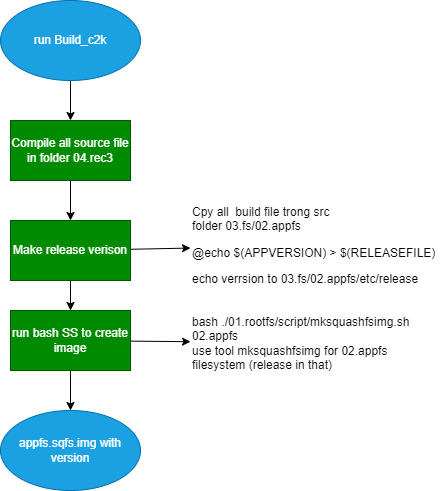 run Build_c2k
Compile all source file
in folder 04.rec3
Make release verison
Cpy all build file trong src
folder 03.fs/02.appfs
@echo $(APPVERSION) > $(RELEASEFILE)
echo verrsion to 03.fs/02.appfs/etc/release
run bash SS to create
image
bash ./01.rootfs/script/mksquashfsimg.sh
02.appfs
use tool mksquashfsimg for 02.appfs
filesystem (release in that)
appfs.sqfs.img with
version